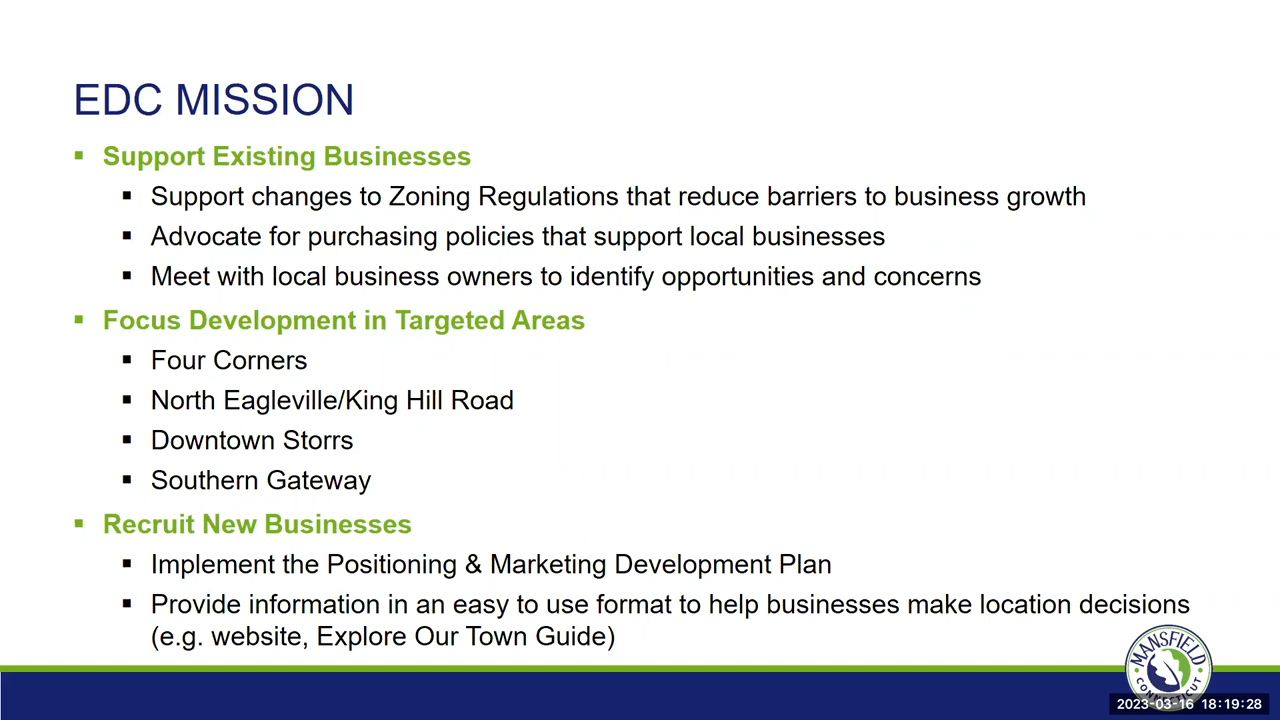 EDC MISSION
▪ Support Existing Businesses
▪ Support changes to Zoning Regulations that reduce barriers to business growth
▪ Advocate for purchasing policies that support local businesses
▪ Meet with local business owners to identify opportunities and concerns
▪ Focus Development in Targeted Areas
▪ Four Corners
▪ North Eagleville/King Hill Road
▪ Downtown Storrs
▪ Southern Gateway
▪ Recruit New Businesses
▪ Implement the Positioning & Marketing Development Plan
▪ Provide information in an easy to use format to help businesses make location decisions
(e.g. website, Explore Our Town Guide)
MANSFIELD
CONNECTICUT
2023-03-16 18:19:28